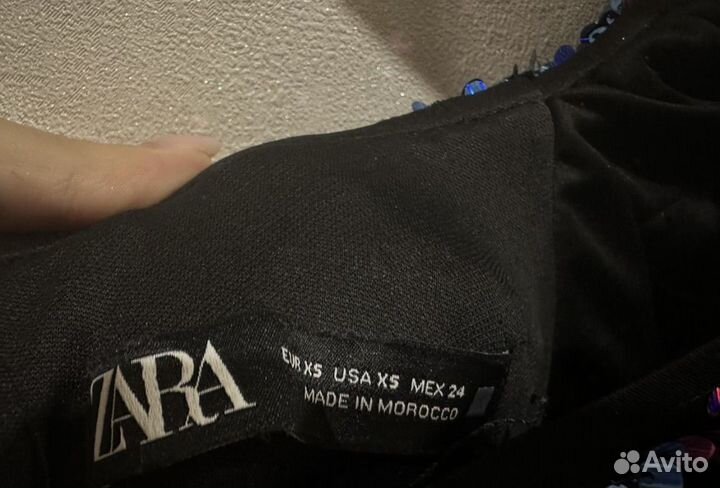 ZARA
EUR XS USA XS MEX 24
MADE IN MOROCCO
Avito